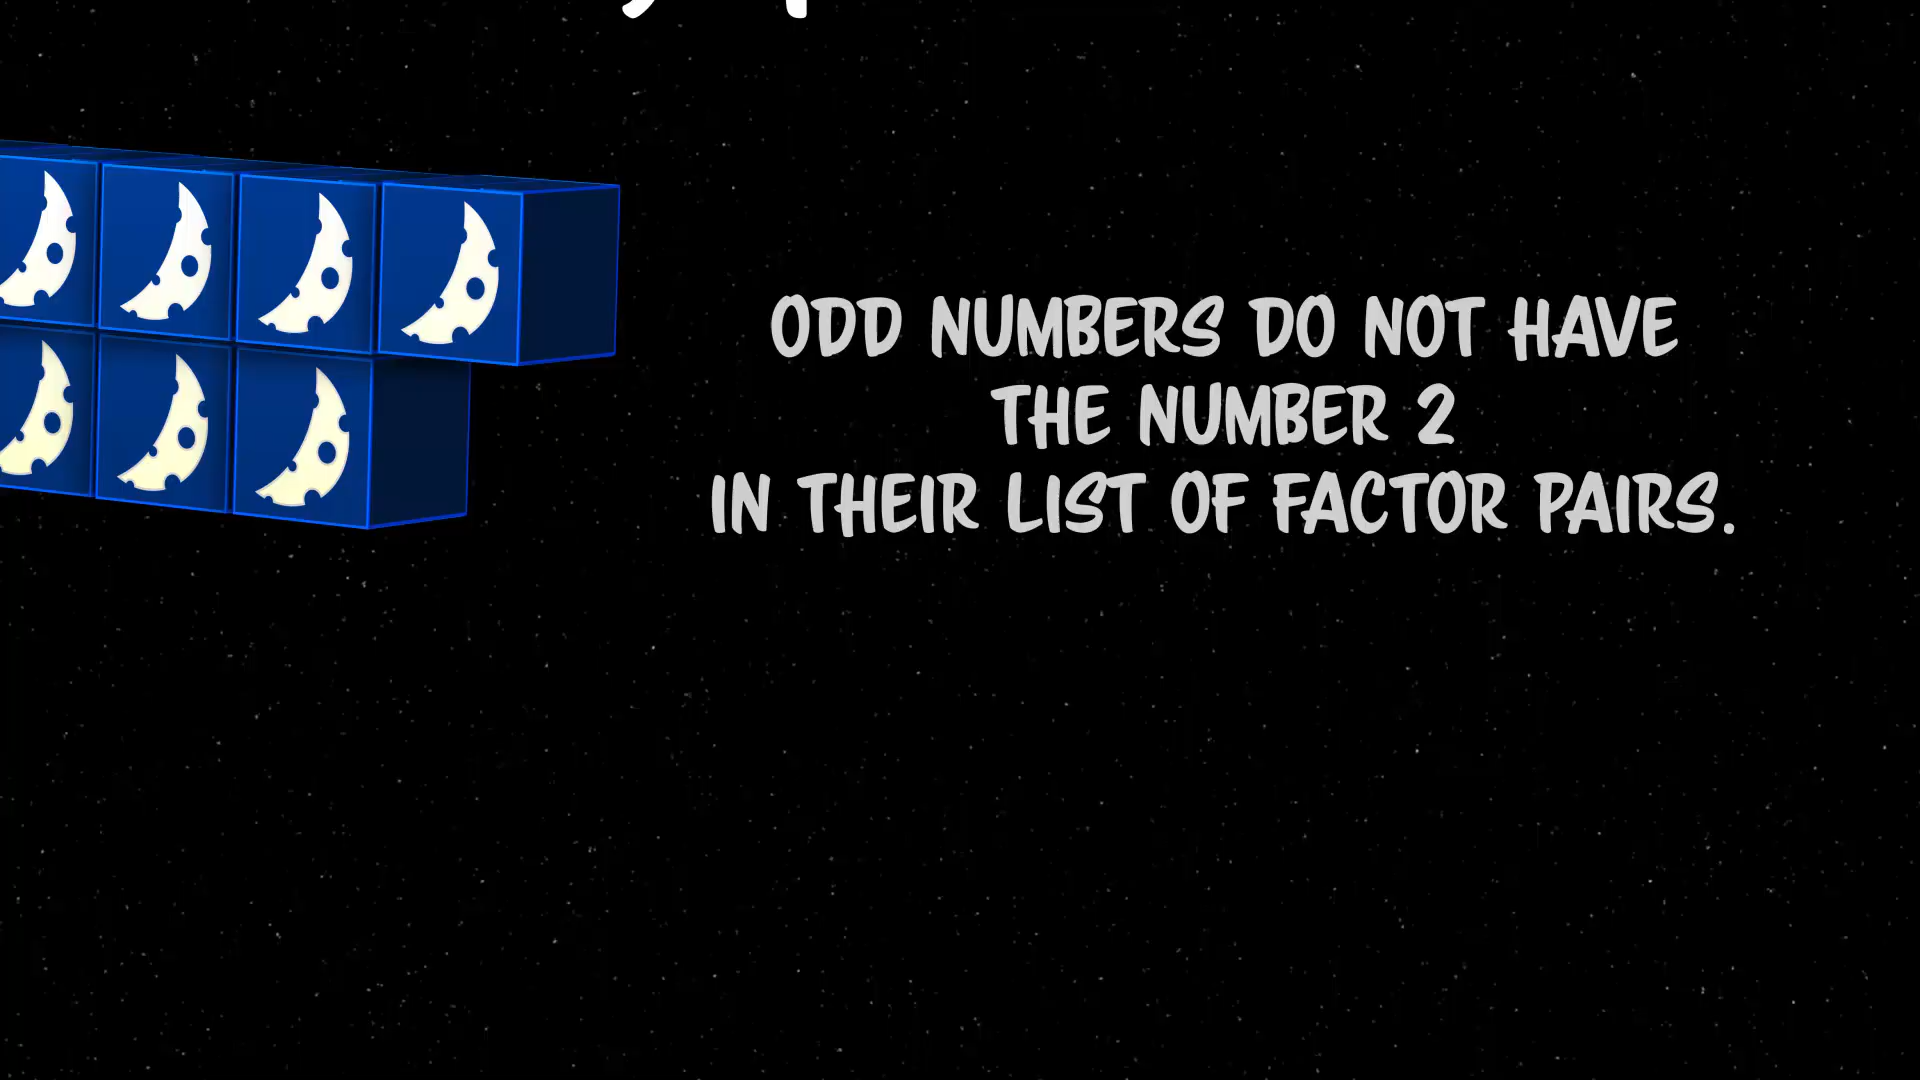 ODD NUMBERS DO NOT HAVE
THE NUMBER 2
IN THEIR LIST OF FACTOR PAIRS.